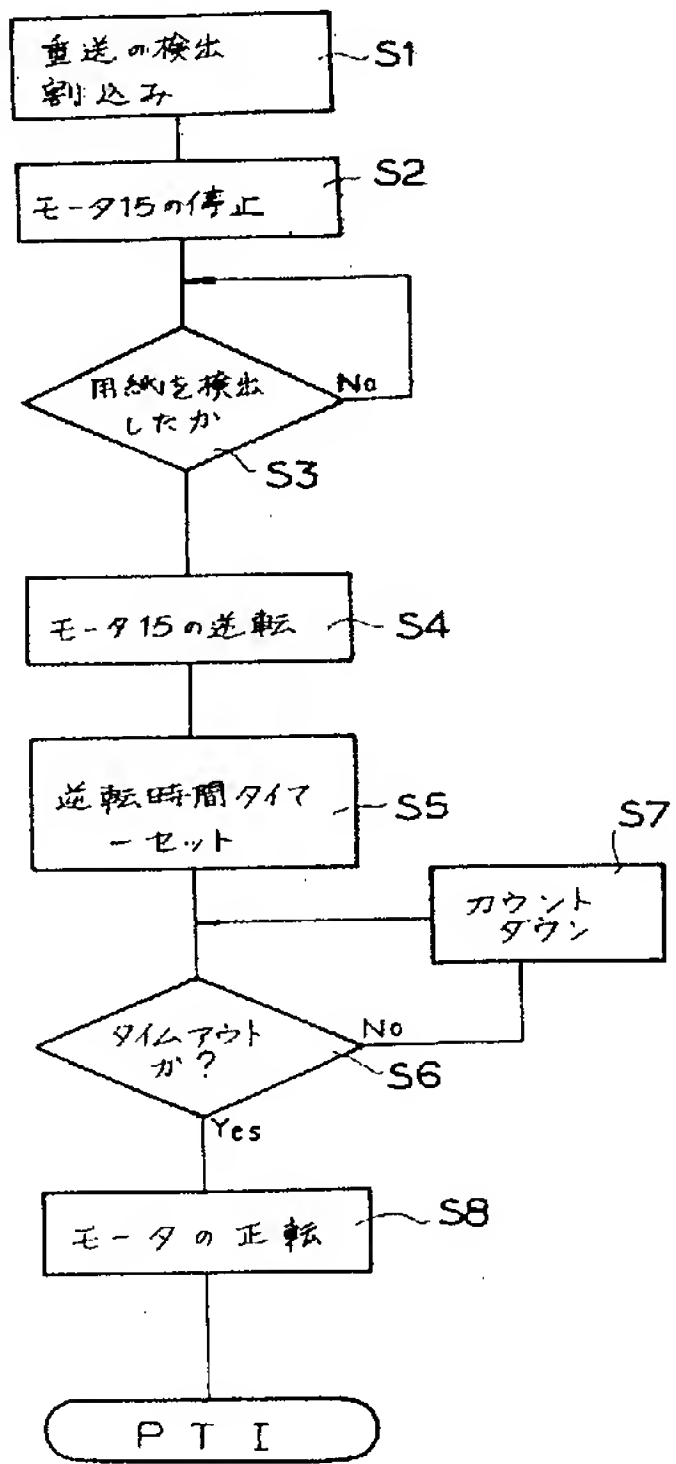 重送の検出
割込み
S1
モータ15の停止
S2
用紙を検出
したか
No
S3
モータ15の逆転
S4
逆転時間タイマ
ーセット
S5
カウント
ダウン
S7
タイムアウト
か?
No
S6
Yes
モータの正転
S8
PTI